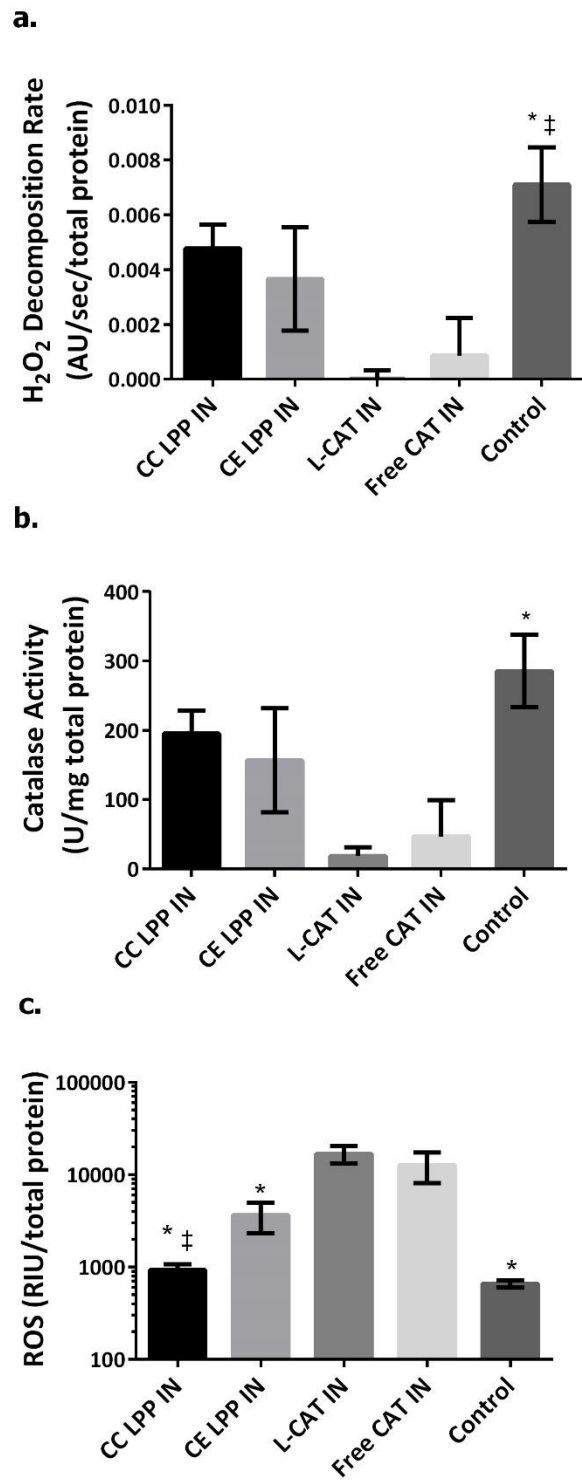 a.
H₂O₂ Decomposition Rate
(AU/sec/total protein)
0.010
0.008
0.006
0.004
0.002
0.000
* ‡
CC LPP IN
CE LPP IN
L-CAT IN
Free CAT IN
Control
b.
Catalase Activity
(U/mg total protein)
400
300
200
100
0
*
CC LPP IN
CE LPP IN
L-CAT IN
Free CAT IN
Control
c.
ROS (RIU/total protein)
100000
10000
1000
100
* ‡
*
*
CC LPP IN
CE LPP IN
L-CAT IN
Free CAT IN
Control